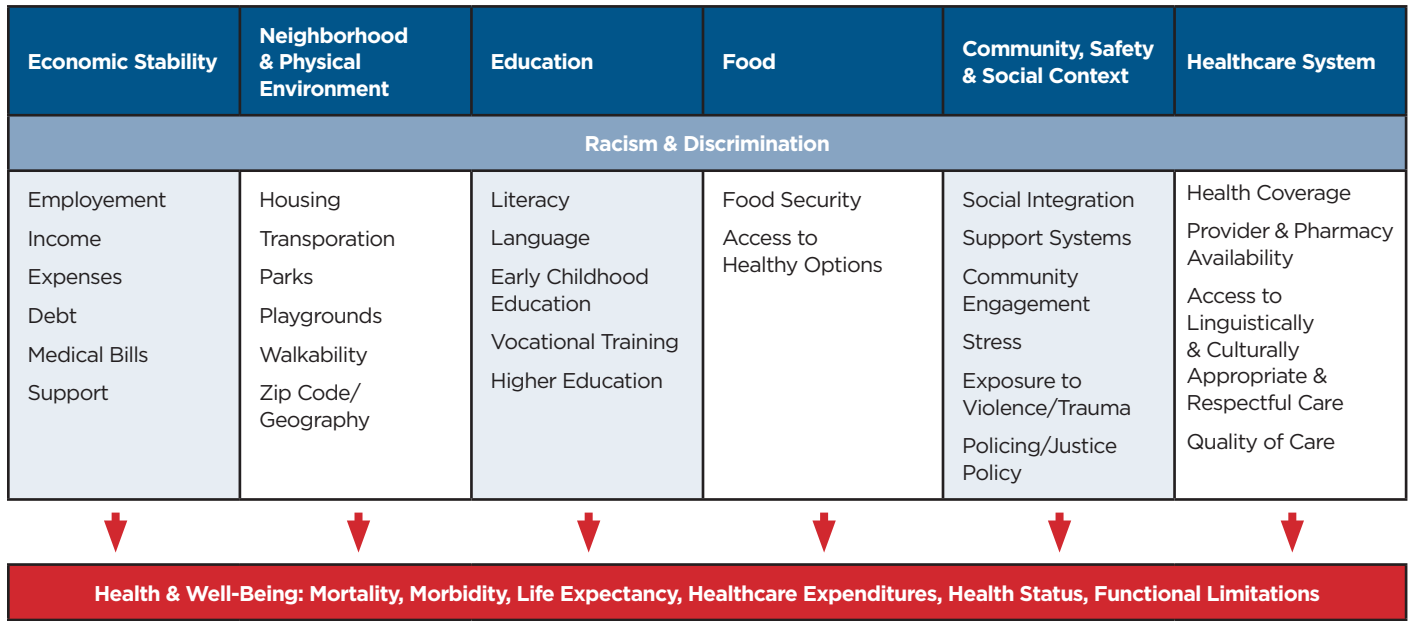 Economic Stability
Neighborhood
& Physical
Environment
Education
Food
Community, Safety
& Social Context
Healthcare System
Racism & Discrimination
Employement
Income
Expenses
Debt
Medical Bills
Support
Housing
Transporation
Parks
Playgrounds
Walkability
Zip Code/
Geography
Literacy
Language
Early Childhood
Education
Vocational Training
Higher Education
Food Security
Access to
Healthy Options
Social Integration
Support Systems
Community
Engagement
Stress
Exposure to
Violence/Trauma
Policing/Justice
Policy
Health Coverage
Provider & Pharmacy
Availability
Access to
Linguistically
& Culturally
Appropriate &
Respectful Care
Quality of Care
Health & Well-Being: Mortality, Morbidity, Life Expectancy, Healthcare Expenditures, Health Status, Functional Limitations